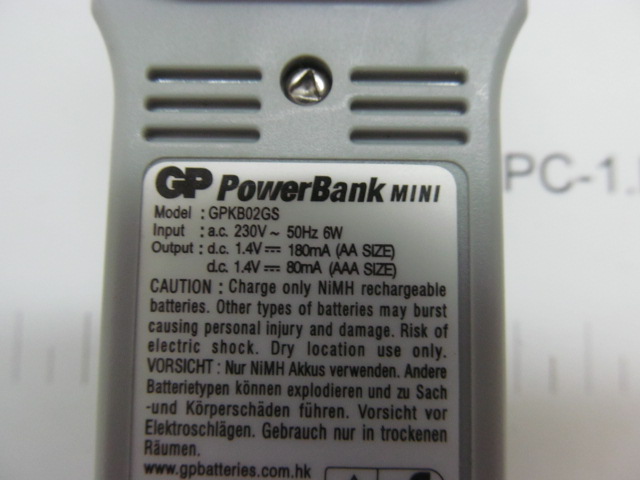 GP PowerBank MINI
Model : GPKB02GS
Input : a.c. 230V ~ 50Hz 6W
Output : d.c. 1.4V ⎓ 180mA (AA SIZE)
d.c. 1.4V ⎓ 80mA (AAA SIZE)
CAUTION : Charge only NiMH rechargeable
batteries. Other types of batteries may burst
causing personal injury and damage. Risk of
electric shock. Dry location use only.
VORSICHT : Nur NiMH Akkus verwenden. Andere
Batterietypen können explodieren und zu Sach
-und Körperschäden führen. Vorsicht vor
Elektroschlägen. Gebrauch nur in trockenen
Räumen.
www.gpbatteries.com.hk
PC-1.